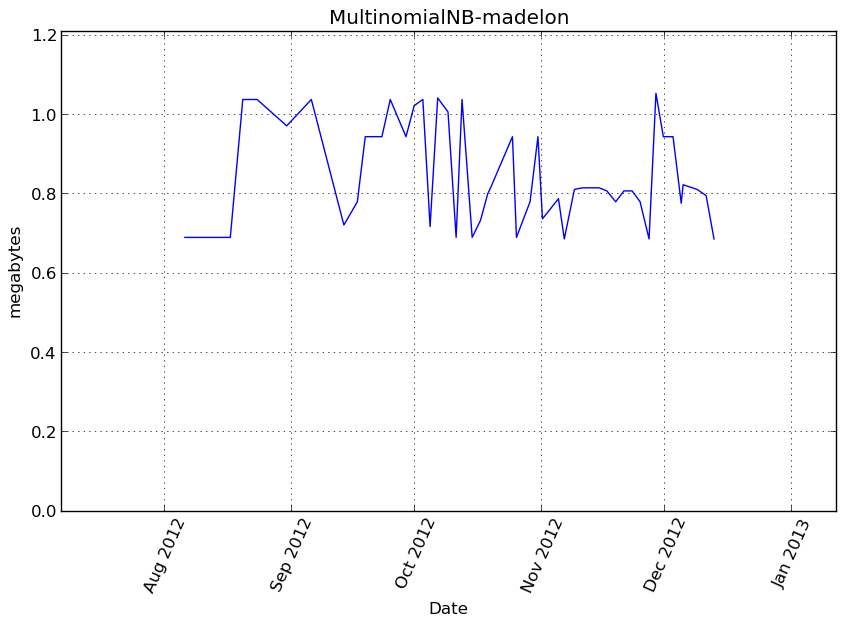 MultinomialNB-madelon
1.2
1.0
0.8
0.6
0.4
0.2
0.0
megabytes
Aug 2012
Sep 2012
Oct 2012
Nov 2012
Dec 2012
Jan 2013
Date